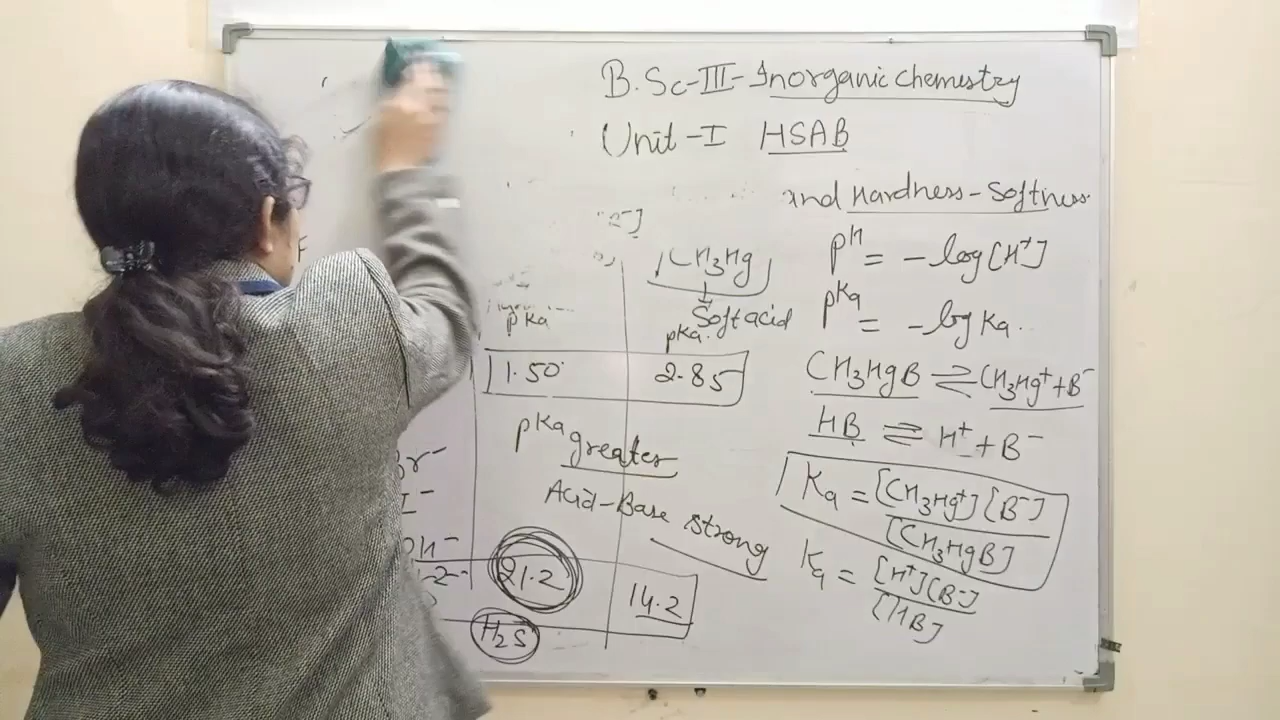 B.Sc-III-Inorganic chemestry
Unit-I HSAB
and Hardness-Softness
CH3Hg
Soft acid
pKa
pKa
1.50
2.85
pKa greater
Acid-Base strong
Br-
I-
OH-
21.2
14.2
H2S
F
pH = -log[H+]
pKa = -log Ka.
CH3HgB ⇌ CH3Hg+ + B-
HB ⇌ H+ + B-
Ka = [CH3Hg+][B-]
[CH3HgB]
Ka = [H+][B-]
[HB]